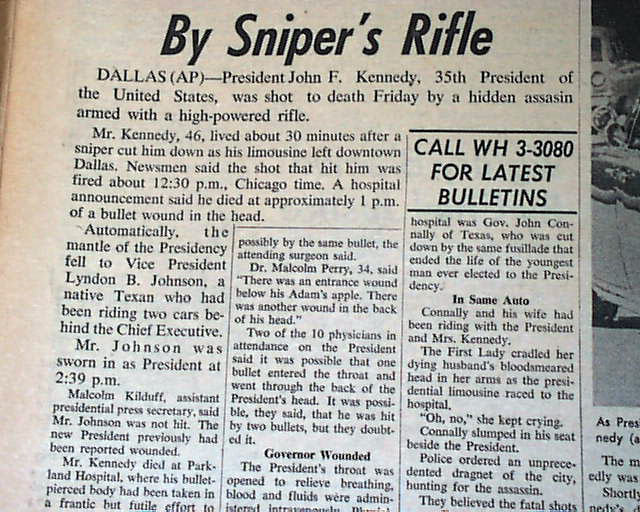 By Sniper's Rifle
DALLAS (AP)—President John F. Kennedy, 35th President of
the United States, was shot to death Friday by a hidden assasin
armed with a high-powered rifle.
Mr. Kennedy, 46, lived about 30 minutes after a
sniper cut him down as his limousine left downtown
Dallas. Newsmen said the shot that hit him was
fired about 12:30 p.m., Chicago time. A hospital
announcement said he died at approximately 1 p.m.
of a bullet wound in the head.
Automatically, the
mantle of the Presidency
fell to Vice President
Lyndon B. Johnson, a
native Texan who had
been riding two cars be-
hind the Chief Executive.
Mr. Johnson was
sworn in as President at
2:39 p.m.
Malcolm Kilduff, assistant
presidential press secretary, said
Mr. Johnson was not hit. The
new President previously had
been reported wounded.
Mr. Kennedy died at Park-
land Hospital, where his bullet-
pierced body had been taken in
a frantic but futile effort to
possibly by the same bullet, the
attending surgeon said.
Dr. Malcolm Perry, 34, said
"There was an entrance wound
below his Adam's apple. There
was another wound in the back
of his head."
Two of the 10 physicians in
attendance on the President
said it was possible that one
bullet entered the throat and
went through the back of the
President's head. It was possi-
ble, they said, that he was hit
by two bullets, but they doubt-
ed it.
Governor Wounded
The President's throat was
opened to relieve breathing,
blood and fluids were admin-
istered intravenously.
CALL WH 3-3080
FOR LATEST
BULLETINS
hospital was Gov. John Con-
nally of Texas, who was cut
down by the same fusillade that
ended the life of the youngest
man ever elected to the Presi-
dency.
In Same Auto
Connally and his wife had
been riding with the President
and Mrs. Kennedy.
The First Lady cradled her
dying husband's bloodsmeared
head in her arms as the presi-
dential limousine raced to the
hospital.
"Oh, no," she kept crying.
Connally slumped in his seat
beside the President.
Police ordered an unprece-
dented dragnet of the city,
hunting for the assassin.
They believed the fatal shots
As Pres
nedy (a
The m
edly was
Shortly
nedy's